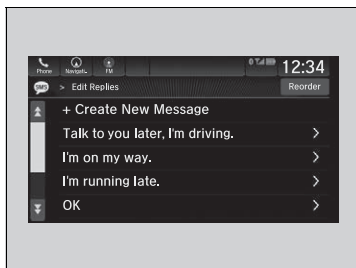 Phone Navigati.. FM 12:34
SMS > Edit Replies Reorder
+ Create New Message
Talk to you later, I'm driving.
I'm on my way.
I'm running late.
OK